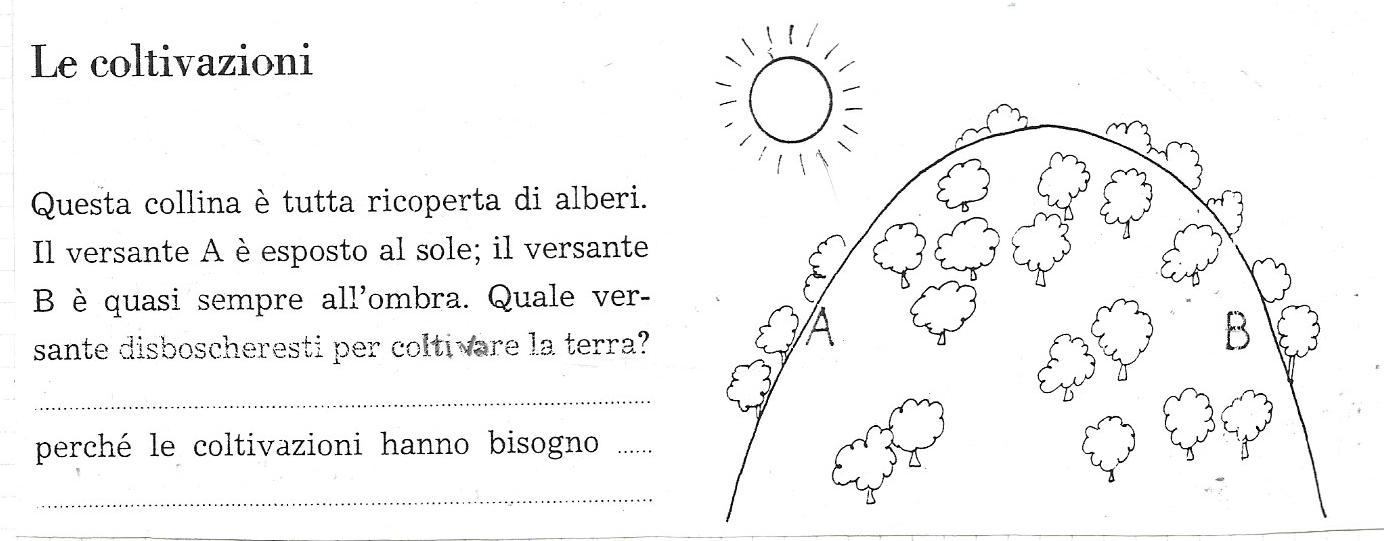 Le coltivazioni
Questa collina è tutta ricoperta di alberi.
Il versante A è esposto al sole; il versante
B è quasi sempre all'ombra. Quale ver-
sante disboscheresti per coltivare la terra?
........................................................................
perché le coltivazioni hanno bisogno ......
........................................................................
A
B